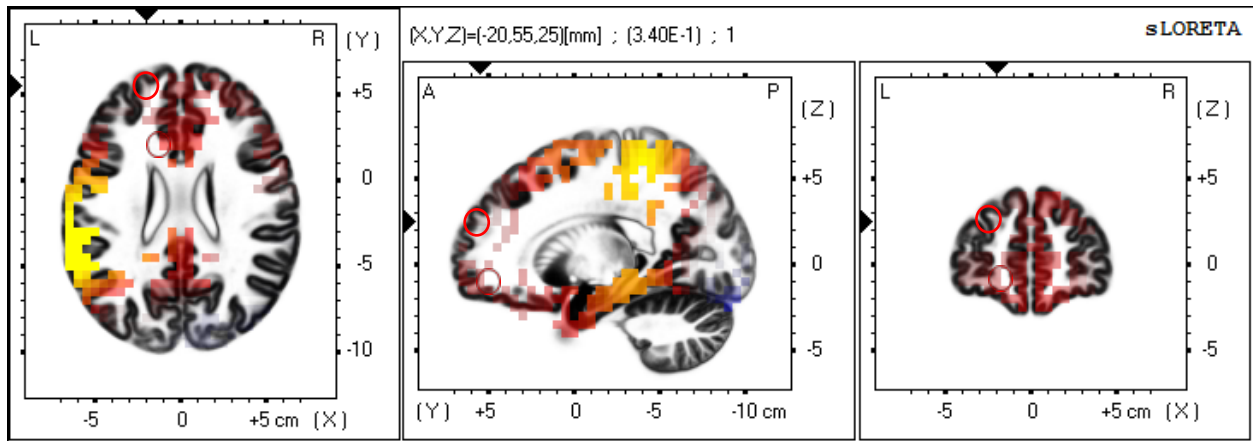 (X,Y,Z)=(-20,55,25)[mm] ; (3.40E-1) ; 1
sLORETA
L R (Y)
+5
0
-5
-10
-5 0 +5 cm (X)
A P (Z)
+5
0
-5
(Y) +5 0 -5 -10 cm
L R (Z)
+5
0
-5
-5 0 +5 cm (X)